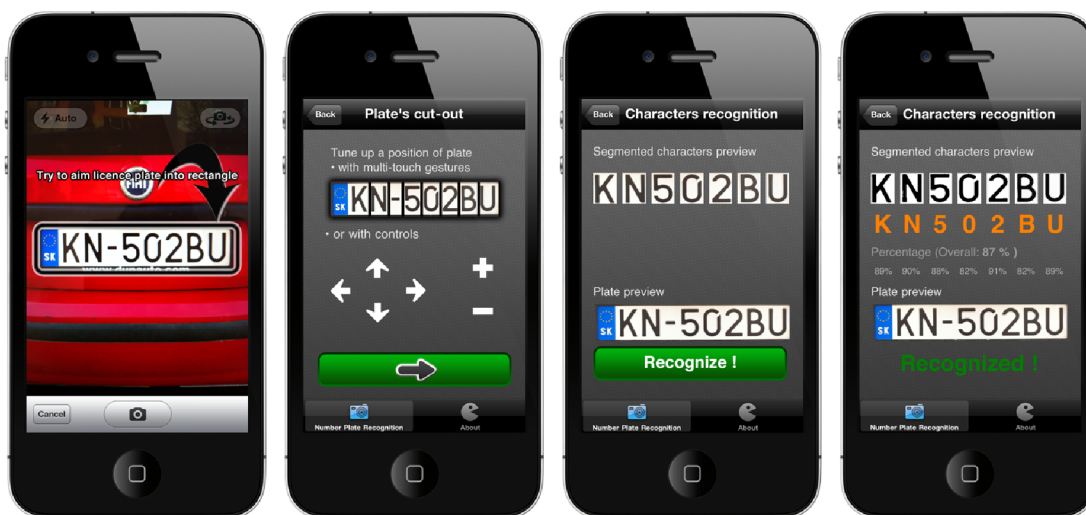 Auto
Try to aim licence plate into rectangle
FIAT
SK KN-502BU
www.dupauto.com
Cancel
Back Plate's cut-out
Tune up a position of plate
• with multi-touch gestures
SK KN-502BU
• or with controls
+
−
Number Plate Recognition About
Back Characters recognition
Segmented characters preview
KN502BU
Plate preview
SK KN-502BU
Recognize !
Number Plate Recognition About
Back Characters recognition
Segmented characters preview
KN502BU
K N 5 0 2 B U
Percentage (Overall: 87 % )
89% 90% 88% 82% 91% 82% 89%
Plate preview
SK KN-502BU
Recognized !
Number Plate Recognition About